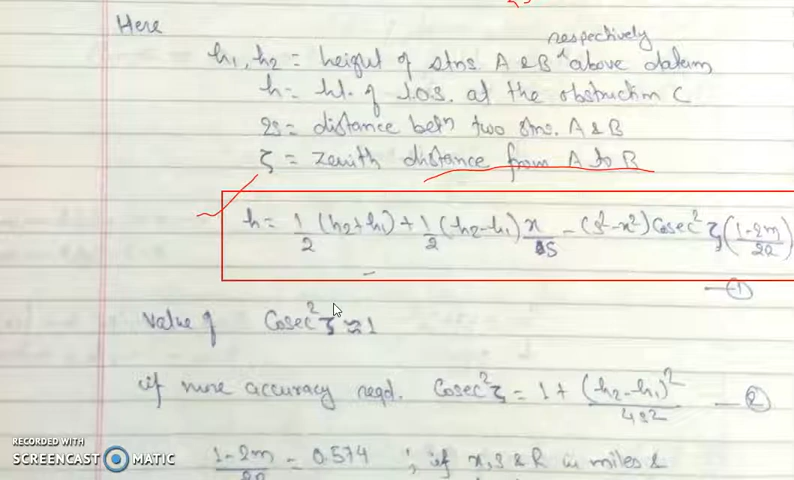 Here
respectively
h₁, h₂ = height of stns. A & B ^ above datum
h = ht. of l.o.s. at the obstruction C
2s = distance betn two stns. A & B
ζ = zenith distance from A to B
h = 1/2 (h₂+h₁) + 1/2 (h₂-h₁) x/s - (s²-x²) Cosec² ζ (1-2m/2R) — ①
Value of Cosec² ζ ≈ 1
if more accuracy reqd. Cosec² ζ = 1 + (h₂-h₁)²/4s² — ②
1-2m/2R = 0.574 ; if x, s & R in miles &
RECORDED WITH
SCREENCAST MATIC